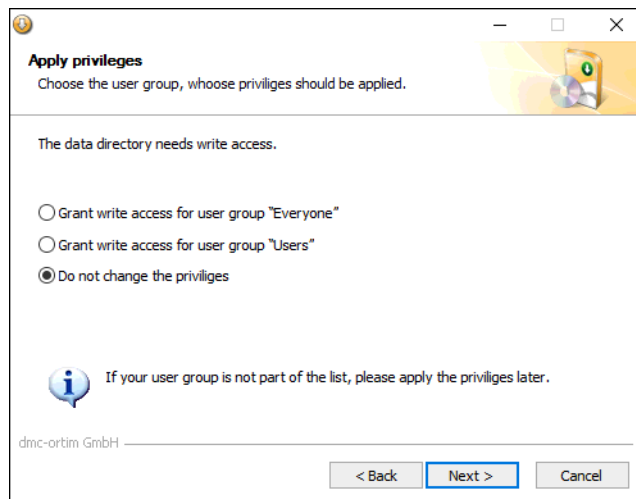 Apply privileges
Choose the user group, whoose priviliges should be applied.
The data directory needs write access.
Grant write access for user group "Everyone"
Grant write access for user group "Users"
Do not change the priviliges
If your user group is not part of the list, please apply the priviliges later.
dmc-ortim GmbH
< Back Next > Cancel